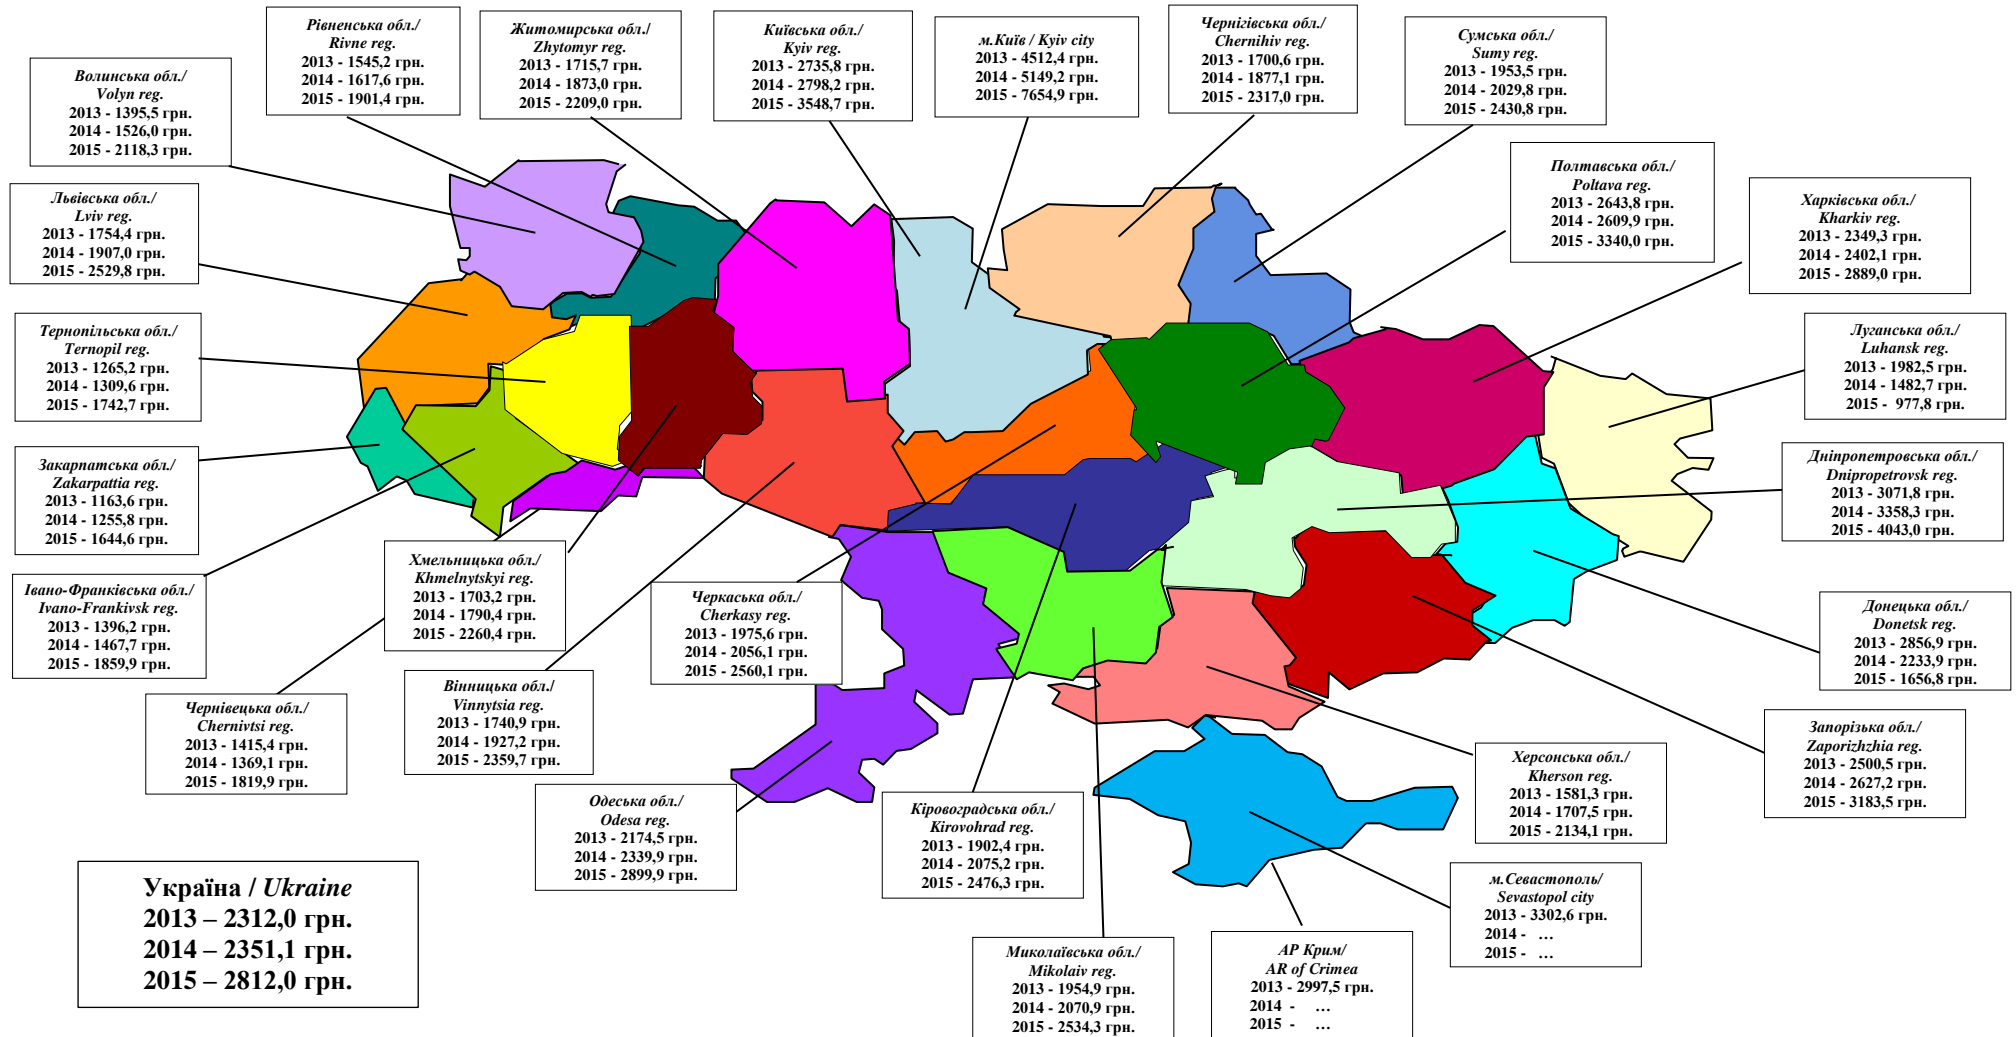 Рівненська обл./
Rivne reg.
2013 - 1545,2 грн.
2014 - 1617,6 грн.
2015 - 1901,4 грн.
Житомирська обл./
Zhytomyr reg.
2013 - 1715,7 грн.
2014 - 1873,0 грн.
2015 - 2209,0 грн.
Київська обл./
Kyiv reg.
2013 - 2735,8 грн.
2014 - 2798,2 грн.
2015 - 3548,7 грн.
м.Київ / Kyiv city
2013 - 4512,4 грн.
2014 - 5149,2 грн.
2015 - 7654,9 грн.
Чернігівська обл./
Chernihiv reg.
2013 - 1700,6 грн.
2014 - 1877,1 грн.
2015 - 2317,0 грн.
Сумська обл./
Sumy reg.
2013 - 1953,5 грн.
2014 - 2029,8 грн.
2015 - 2430,8 грн.
Волинська обл./
Volyn reg.
2013 - 1395,5 грн.
2014 - 1526,0 грн.
2015 - 2118,3 грн.
Полтавська обл./
Poltava reg.
2013 - 2643,8 грн.
2014 - 2609,9 грн.
2015 - 3340,0 грн.
Львівська обл./
Lviv reg.
2013 - 1754,4 грн.
2014 - 1907,0 грн.
2015 - 2529,8 грн.
Харківська обл./
Kharkiv reg.
2013 - 2349,3 грн.
2014 - 2402,1 грн.
2015 - 2889,0 грн.
Тернопільська обл./
Ternopil reg.
2013 - 1265,2 грн.
2014 - 1309,6 грн.
2015 - 1742,7 грн.
Луганська обл./
Luhansk reg.
2013 - 1982,5 грн.
2014 - 1482,7 грн.
2015 - 977,8 грн.
Закарпатська обл./
Zakarpattia reg.
2013 - 1163,6 грн.
2014 - 1255,8 грн.
2015 - 1644,6 грн.
Дніпропетровська обл./
Dnipropetrovsk reg.
2013 - 3071,8 грн.
2014 - 3358,3 грн.
2015 - 4043,0 грн.
Івано-Франківська обл./
Ivano-Frankivsk reg.
2013 - 1396,2 грн.
2014 - 1467,7 грн.
2015 - 1859,9 грн.
Хмельницька обл./
Khmelnytskyi reg.
2013 - 1703,2 грн.
2014 - 1790,4 грн.
2015 - 2260,4 грн.
Черкаська обл./
Cherkasy reg.
2013 - 1975,6 грн.
2014 - 2056,1 грн.
2015 - 2560,1 грн.
Донецька обл./
Donetsk reg.
2013 - 2856,9 грн.
2014 - 2233,9 грн.
2015 - 1656,8 грн.
Чернівецька обл./
Chernivtsi reg.
2013 - 1415,4 грн.
2014 - 1369,1 грн.
2015 - 1819,9 грн.
Вінницька обл./
Vinnytsia reg.
2013 - 1740,9 грн.
2014 - 1927,2 грн.
2015 - 2359,7 грн.
Запорізька обл./
Zaporizhzhia reg.
2013 - 2500,5 грн.
2014 - 2627,2 грн.
2015 - 3183,5 грн.
Херсонська обл./
Kherson reg.
2013 - 1581,3 грн.
2014 - 1707,5 грн.
2015 - 2134,1 грн.
Одеська обл./
Odesa reg.
2013 - 2174,5 грн.
2014 - 2339,9 грн.
2015 - 2899,9 грн.
Кіровоградська обл./
Kirovohrad reg.
2013 - 1902,4 грн.
2014 - 2075,2 грн.
2015 - 2476,3 грн.
Україна / Ukraine
2013 – 2312,0 грн.
2014 – 2351,1 грн.
2015 – 2812,0 грн.
м.Севастополь/
Sevastopol city
2013 - 3302,6 грн.
2014 - ...
2015 - ...
Миколаївська обл./
Mikolaiv reg.
2013 - 1954,9 грн.
2014 - 2070,9 грн.
2015 - 2534,3 грн.
АР Крим/
AR of Crimea
2013 - 2997,5 грн.
2014 - ...
2015 - ...